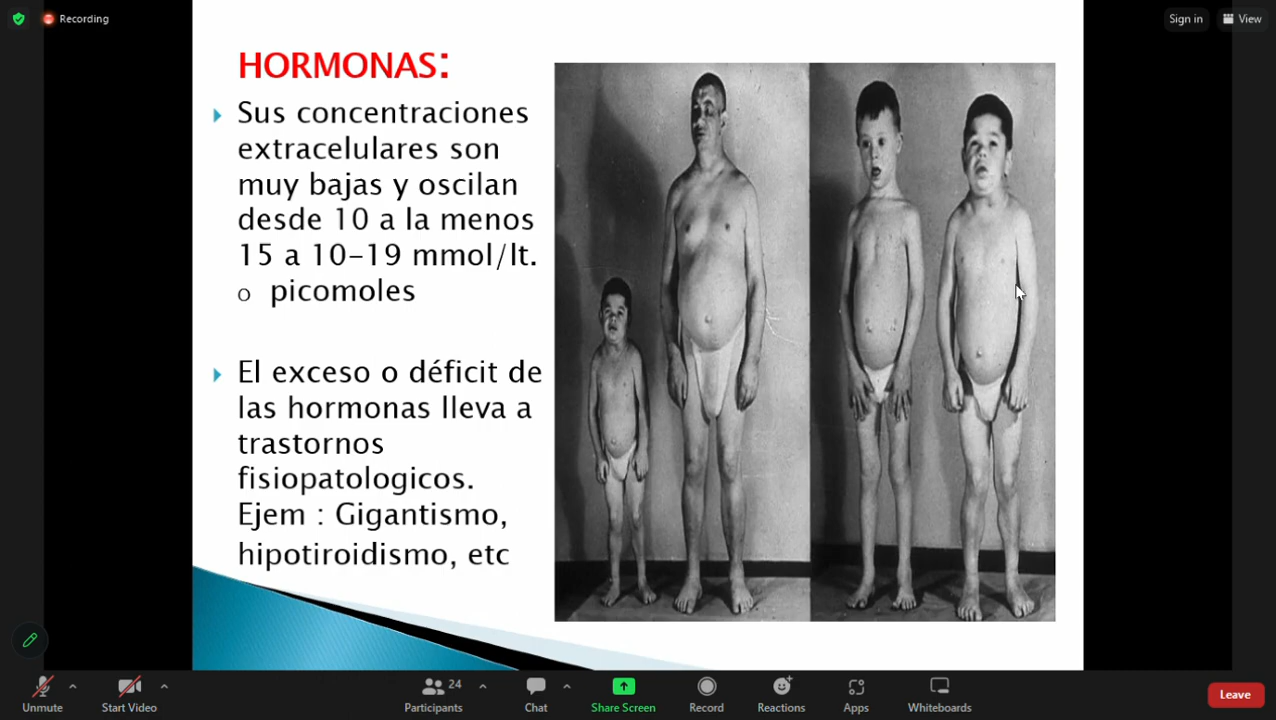 Recording
Sign in
View
HORMONAS:
Sus concentraciones
extracelulares son
muy bajas y oscilan
desde 10 a la menos
15 a 10-19 mmol/lt.
o picomoles
El exceso o déficit de
las hormonas lleva a
trastornos
fisiopatologicos.
Ejem : Gigantismo,
hipotiroidismo, etc
Unmute
Start Video
24
Participants
Chat
Share Screen
Record
Reactions
Apps
Whiteboards
Leave